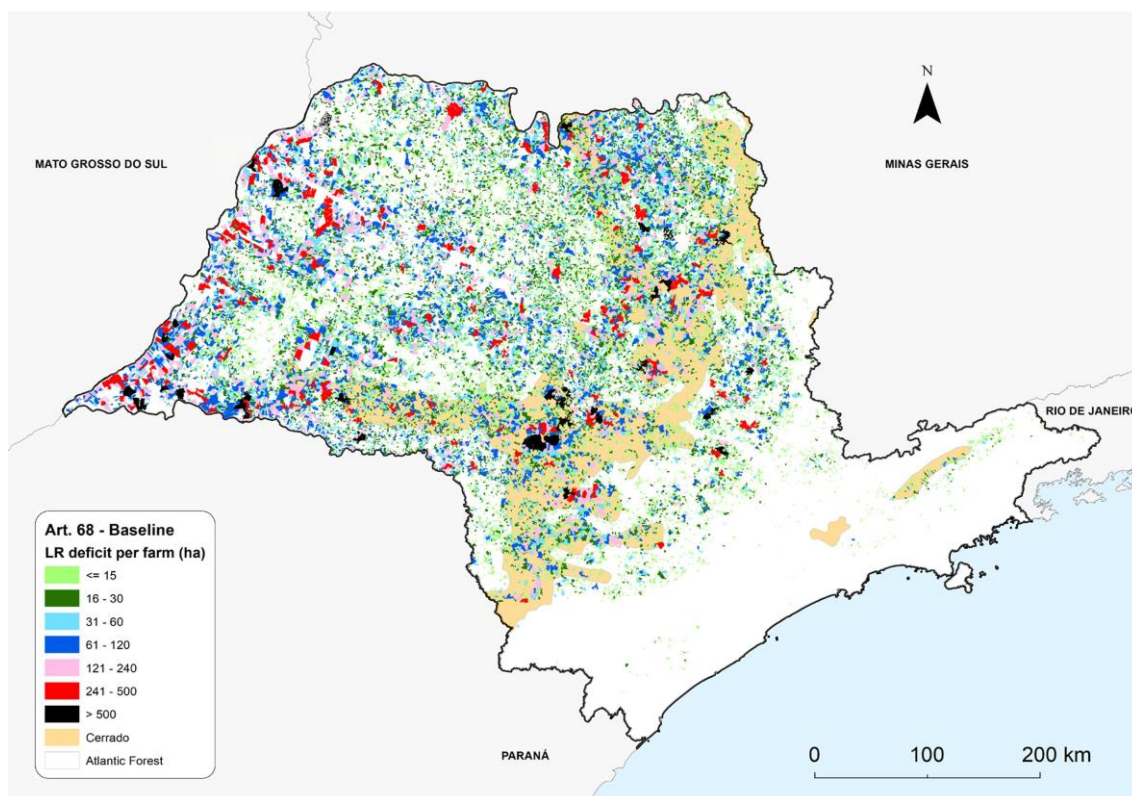 N
MATO GROSSO DO SUL
MINAS GERAIS
RIO DE JANEIRO
Art. 68 - Baseline
LR deficit per farm (ha)
<= 15
16 - 30
31 - 60
61 - 120
121 - 240
241 - 500
> 500
Cerrado
Atlantic Forest
PARANÁ
0 100 200 km